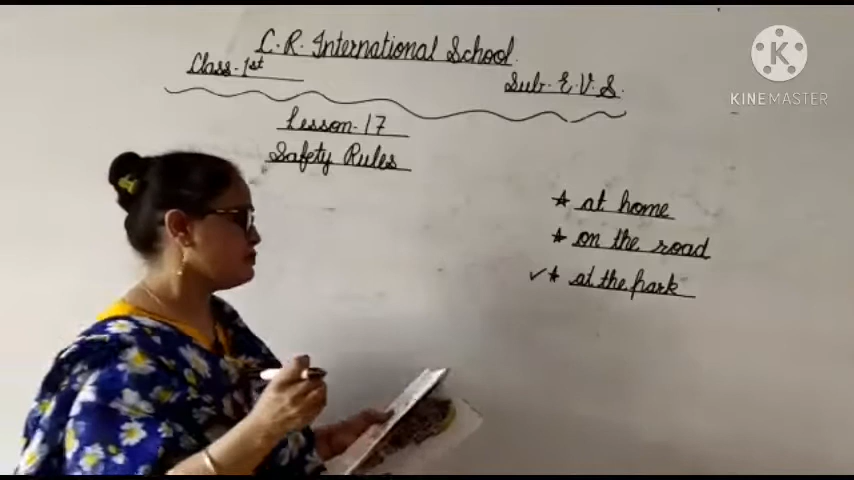 C.R. International School.
Class - 1st
Sub - E.V.S.
Lesson - 17
Safety Rules
★ at home
★ on the road
✓ ★ at the park
K
KINEMASTER